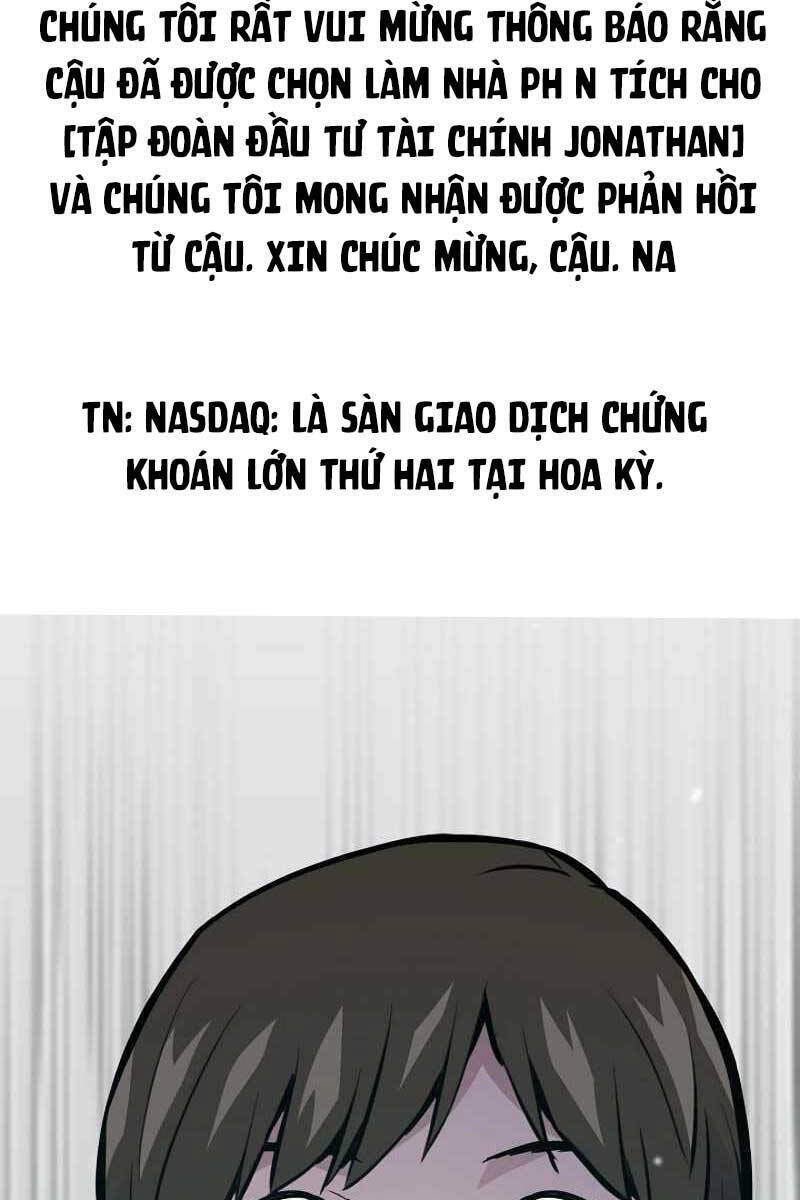 CHÚNG TÔI RẤT VUI MỪNG THÔNG BÁO RẰNG
CẬU ĐÃ ĐƯỢC CHỌN LÀM NHÀ PH N TÍCH CHO
[TẬP ĐOÀN ĐẦU TƯ TÀI CHÍNH JONATHAN]
VÀ CHÚNG TÔI MONG NHẬN ĐƯỢC PHẢN HỒI
TỪ CẬU. XIN CHÚC MỪNG, CẬU. NA
TN: NASDAQ: LÀ SÀN GIAO DỊCH CHỨNG
KHOÁN LỚN THỨ HAI TẠI HOA KỲ.